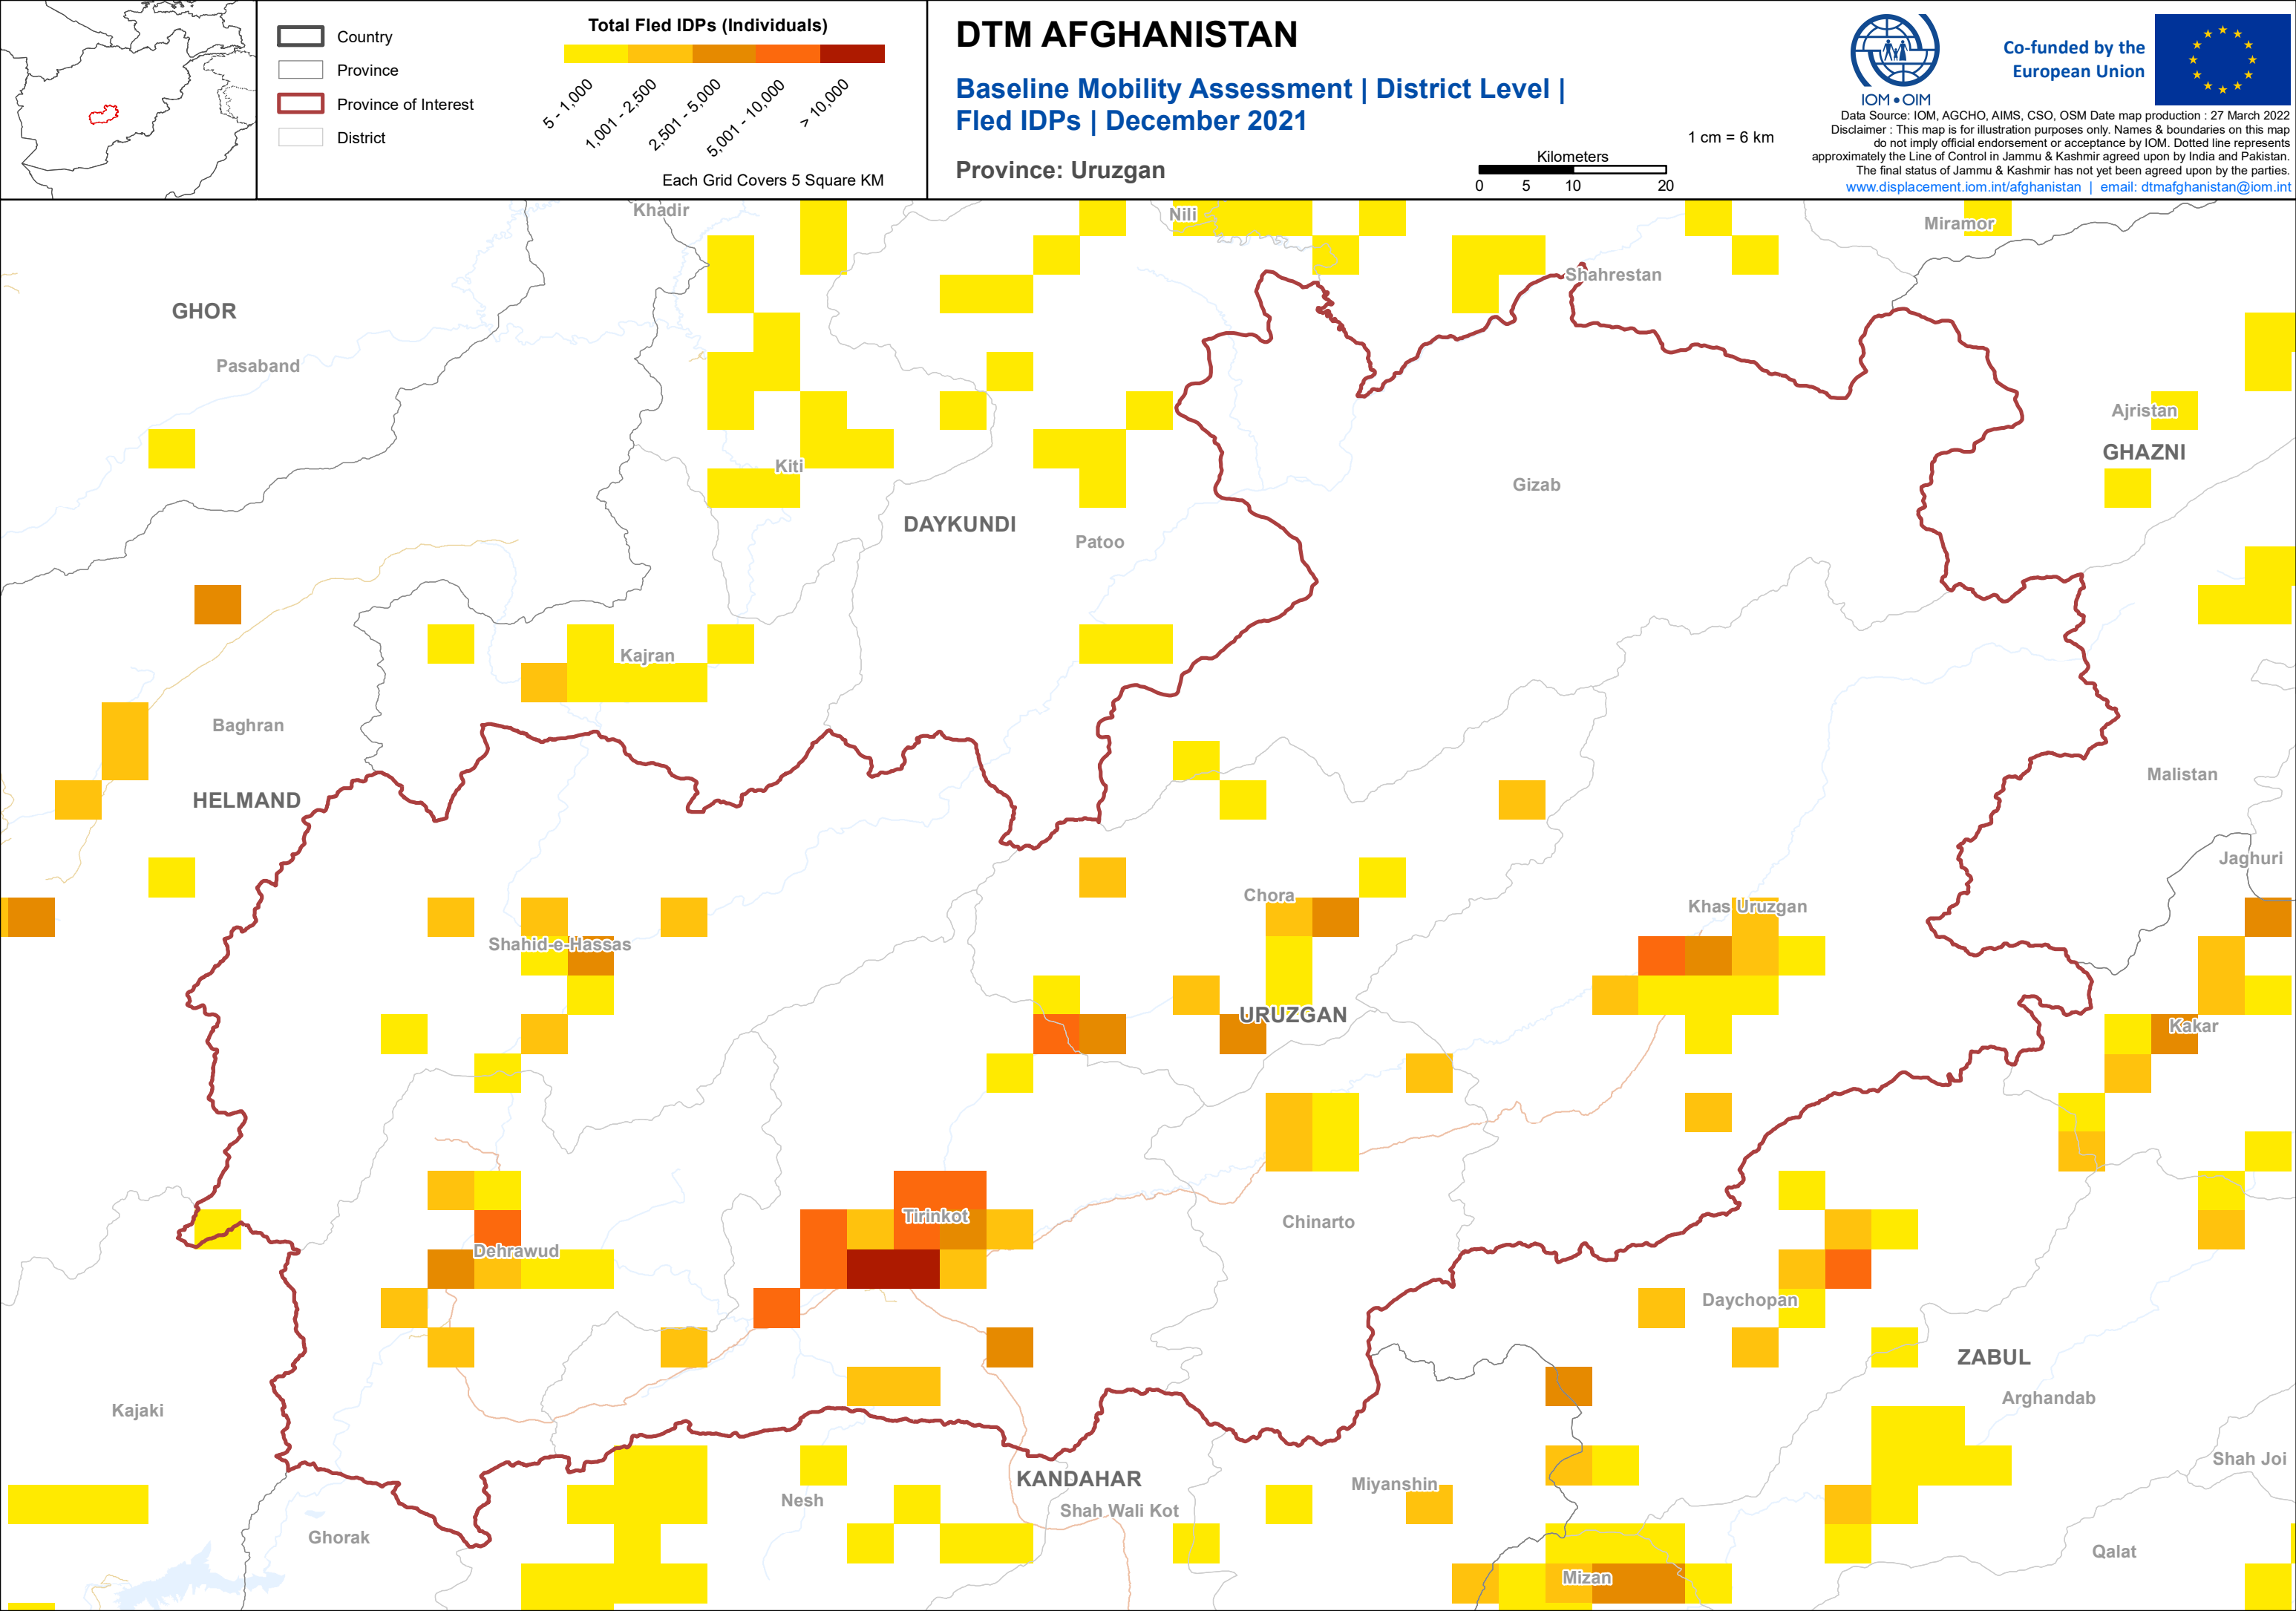 Country
Province
Province of Interest
District
Total Fled IDPs (Individuals)
5 - 1,000
1,001 - 2,500
2,501 - 5,000
5,001 - 10,000
> 10,000
Each Grid Covers 5 Square KM
DTM AFGHANISTAN
Baseline Mobility Assessment | District Level |
Fled IDPs | December 2021
Province: Uruzgan
1 cm = 6 km
Kilometers
0 5 10 20
IOM•OIM
Co-funded by the
European Union
Data Source: IOM, AGCHO, AIMS, CSO, OSM Date map production : 27 March 2022
Disclaimer : This map is for illustration purposes only. Names & boundaries on this map
do not imply official endorsement or acceptance by IOM. Dotted line represents
approximately the Line of Control in Jammu & Kashmir agreed upon by India and Pakistan.
The final status of Jammu & Kashmir has not yet been agreed upon by the parties.
www.displacement.iom.int/afghanistan | email: dtmafghanistan@iom.int
Khadir
Nili
Miramor
Shahrestan
GHOR
Pasaband
Ajristan
GHAZNI
Kiti
Gizab
DAYKUNDI
Patoo
Kajran
Baghran
Malistan
HELMAND
Jaghuri
Chora
Khas Uruzgan
Shahid-e-Hassas
URUZGAN
Kakar
Tirinkot
Chinarto
Dehrawud
Daychopan
ZABUL
Arghandab
Kajaki
Shah Joi
KANDAHAR
Miyanshin
Nesh
Shah Wali Kot
Ghorak
Qalat
Mizan